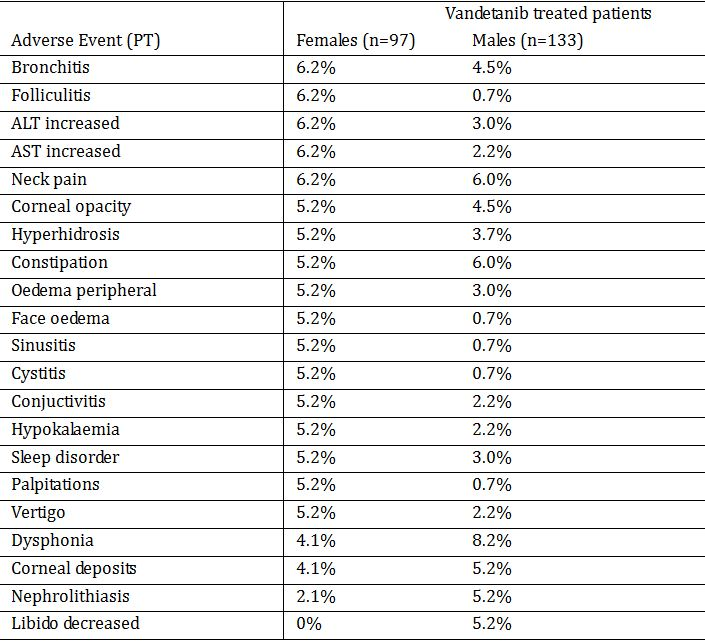 Vandetanib treated patients
Adverse Event (PT) Females (n=97) Males (n=133)
Bronchitis 6.2% 4.5%
Folliculitis 6.2% 0.7%
ALT increased 6.2% 3.0%
AST increased 6.2% 2.2%
Neck pain 6.2% 6.0%
Corneal opacity 5.2% 4.5%
Hyperhidrosis 5.2% 3.7%
Constipation 5.2% 6.0%
Oedema peripheral 5.2% 3.0%
Face oedema 5.2% 0.7%
Sinusitis 5.2% 0.7%
Cystitis 5.2% 0.7%
Conjuctivitis 5.2% 2.2%
Hypokalaemia 5.2% 2.2%
Sleep disorder 5.2% 3.0%
Palpitations 5.2% 0.7%
Vertigo 5.2% 2.2%
Dysphonia 4.1% 8.2%
Corneal deposits 4.1% 5.2%
Nephrolithiasis 2.1% 5.2%
Libido decreased 0% 5.2%